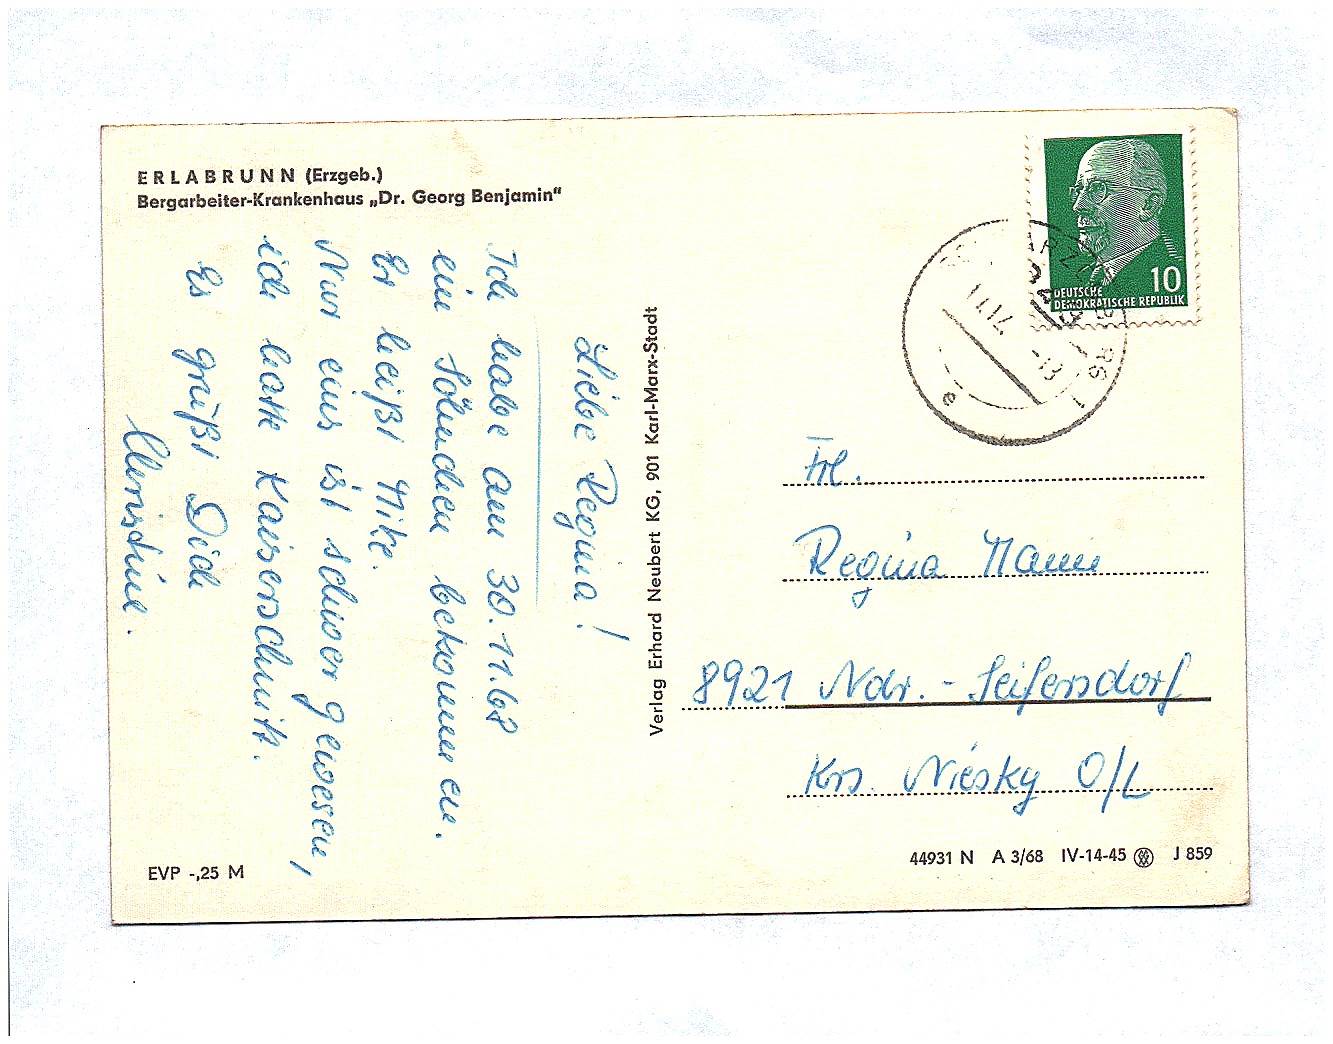 ERLABRUNN (Erzgeb.)
Bergarbeiter-Krankenhaus „Dr. Georg Benjamin“
Liebe Regina!
Ich habe am 30.11.68
ein Söhnchen bekommen.
Er heißt Mike.
Nur eins ist schwer gewesen,
ich hatte Kaiserschnitt.
Es grüßt Dich
Christine.
EVP -,25 M
Verlag Erhard Neubert KG, 901 Karl-Marx-Stadt
10
DEUTSCHE
DEMOKRATISCHE REPUBLIK
e
Frl.
Regina Mann
8921 Ndr.-Seifersdorf
Krs. Niesky O/L
44931 N A 3/68 IV-14-45 J 859